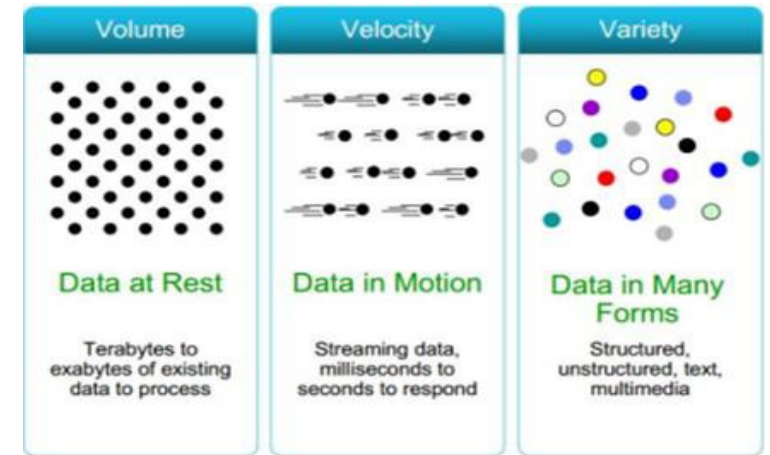 Volume
Data at Rest
Terabytes to
exabytes of existing
data to process
Velocity
Data in Motion
Streaming data,
milliseconds to
seconds to respond
Variety
Data in Many
Forms
Structured,
unstructured, text,
multimedia